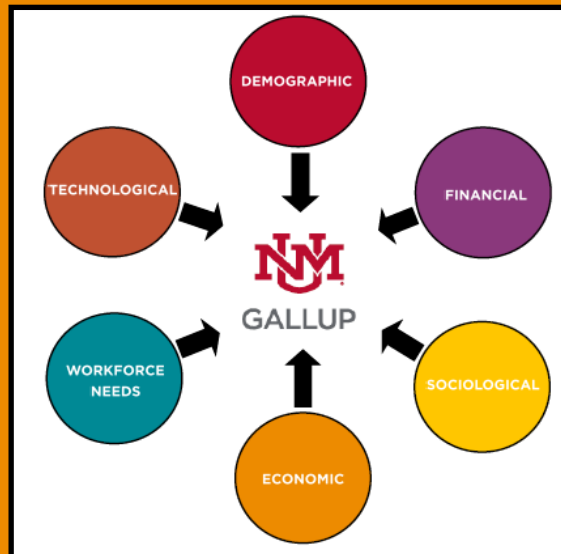 DEMOGRAPHIC
TECHNOLOGICAL
FINANCIAL
UNM
GALLUP
WORKFORCE
NEEDS
SOCIOLOGICAL
ECONOMIC